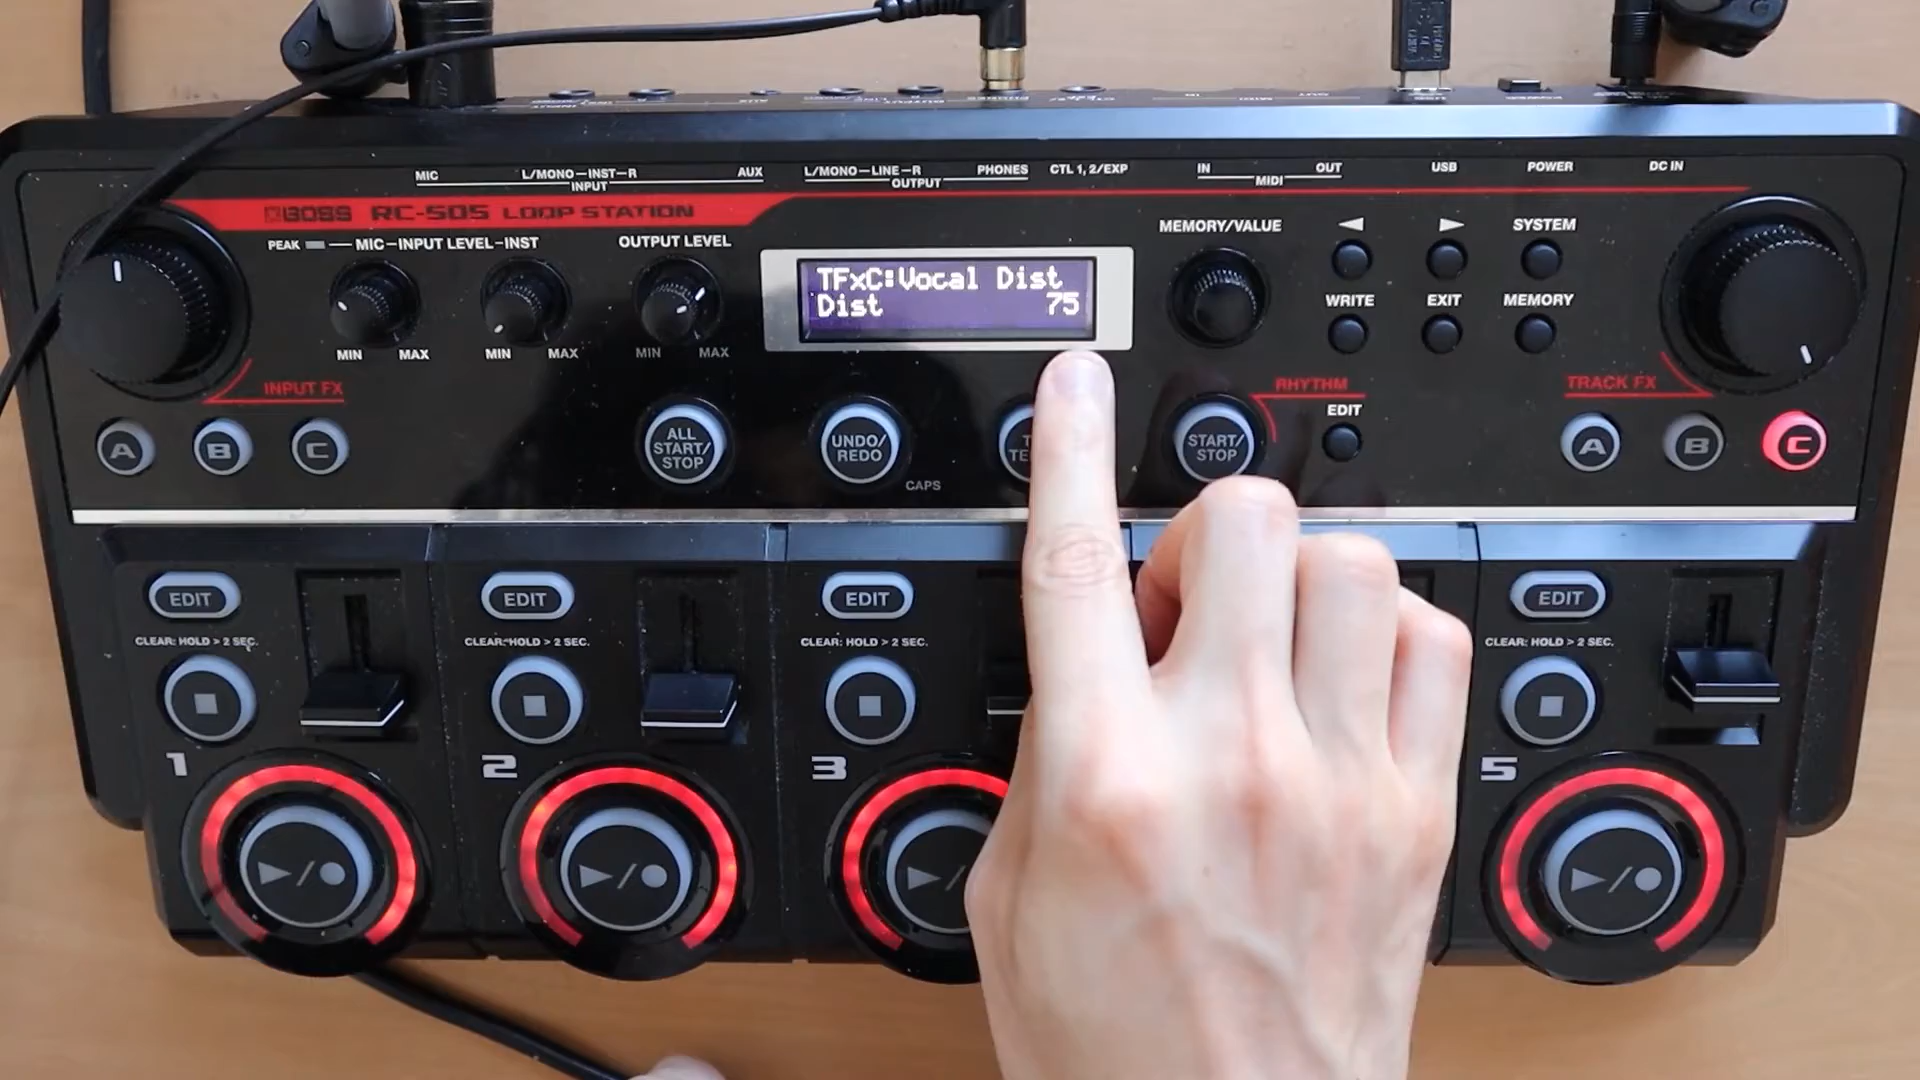 MIC
L/MONO—INST—R
AUX
INPUT
L/MONO—LINE—R
PHONES
OUTPUT
CTL 1, 2/EXP
IN
OUT
MIDI
USB
POWER
DC IN
BOSS RC-505 LOOP STATION
PEAK
MIC—INPUT LEVEL—INST
OUTPUT LEVEL
MEMORY/VALUE
◄
►
SYSTEM
TFxC:Vocal Dist
Dist 75
WRITE
EXIT
MEMORY
MIN
MAX
MIN
MAX
MIN
MAX
INPUT FX
RHYTHM
TRACK FX
EDIT
A
B
C
ALL START/ STOP
UNDO/ REDO
CAPS
START/ STOP
A
B
C
EDIT
EDIT
EDIT
EDIT
CLEAR: HOLD > 2 SEC.
CLEAR: HOLD > 2 SEC.
CLEAR: HOLD > 2 SEC.
CLEAR: HOLD > 2 SEC.
1
2
3
5